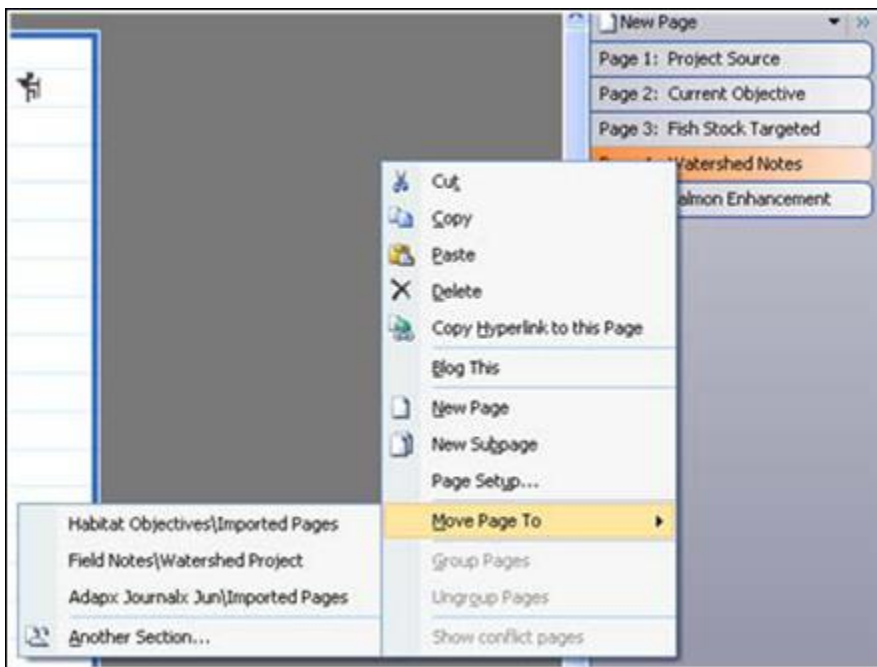 New Page
Page 1: Project Source
Page 2: Current Objective
Page 3: Fish Stock Targeted
Watershed Notes
Salmon Enhancement
Cut
Copy
Paste
Delete
Copy Hyperlink to this Page
Blog This
New Page
New Subpage
Page Setup...
Move Page To
Group Pages
Ungroup Pages
Show conflict pages
Habitat Objectives\Imported Pages
Field Notes\Watershed Project
Adapx Journalx Jun\Imported Pages
Another Section...